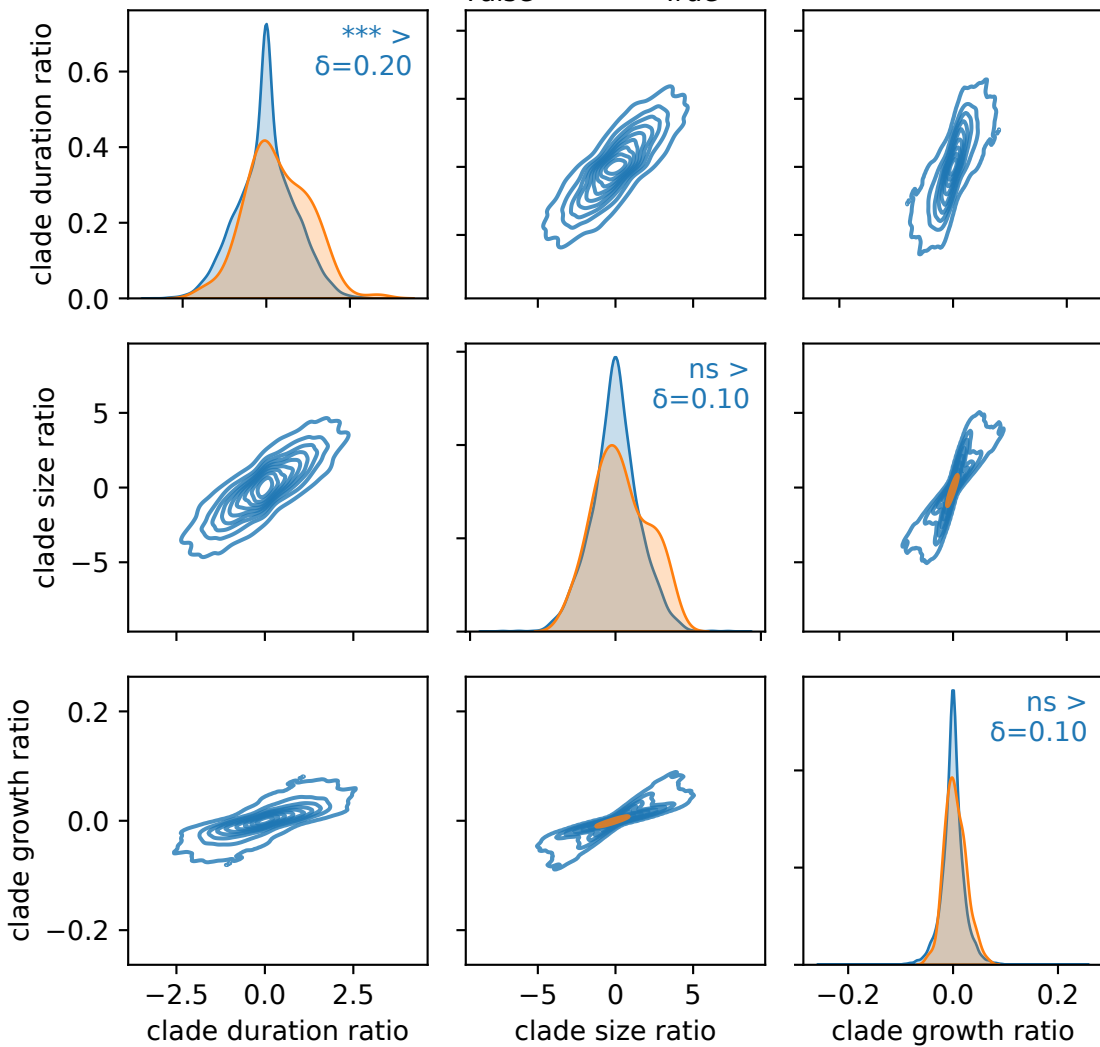 clade duration ratio
0.6
0.4
0.2
0.0
*** >
δ=0.20
clade size ratio
5
0
−5
ns >
δ=0.10
clade growth ratio
0.2
0.0
−0.2
ns >
δ=0.10
−2.5 0.0 2.5
−5 0 5
−0.2 0.0 0.2
clade duration ratio
clade size ratio
clade growth ratio